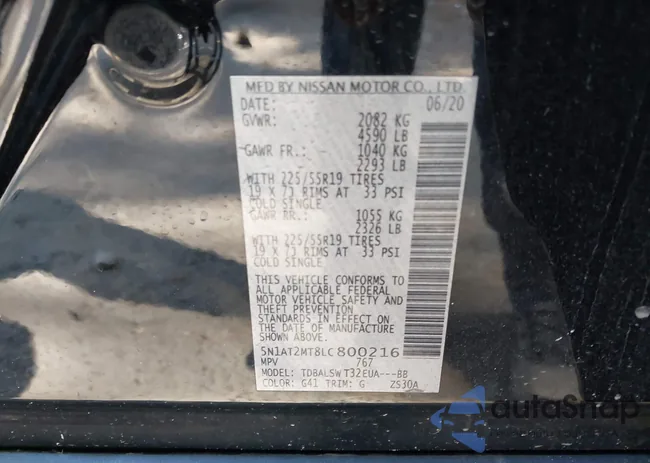 MFD BY NISSAN MOTOR CO., LTD.
DATE: 06/20
GVWR: 2082 KG
4590 LB
GAWR FR.: 1040 KG
2293 LB
WITH 225/55R19 TIRES
19 X 7J RIMS AT 33 PSI
COLD SINGLE
GAWR RR.: 1055 KG
2326 LB
WITH 225/55R19 TIRES
19 X 7J RIMS AT 33 PSI
COLD SINGLE
THIS VEHICLE CONFORMS TO
ALL APPLICABLE FEDERAL
MOTOR VEHICLE SAFETY AND
THEFT PREVENTION
STANDARDS IN EFFECT ON
THE DATE OF MANUFACTURE
SHOWN ABOVE.
5N1AT2MT8LC800216
MPV 767
MODEL: TDBALSWT32EUA---BB
COLOR: G41 TRIM: G ZS30A
autoSnap